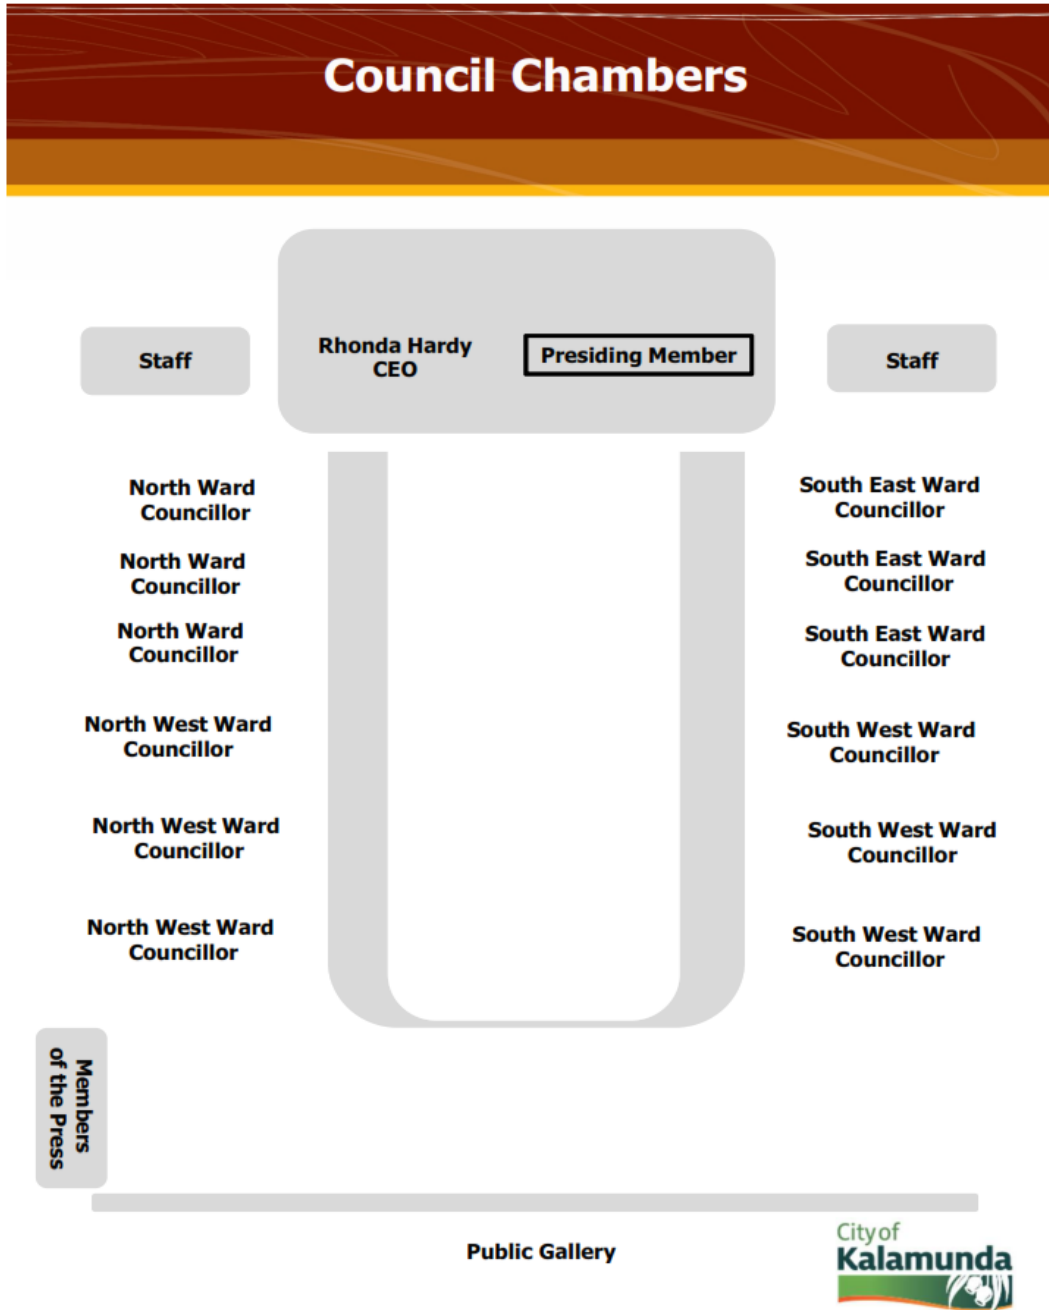 Council Chambers
Staff
Rhonda Hardy
CEO
Presiding Member
Staff
North Ward
Councillor
North Ward
Councillor
North Ward
Councillor
North West Ward
Councillor
North West Ward
Councillor
North West Ward
Councillor
South East Ward
Councillor
South East Ward
Councillor
South East Ward
Councillor
South West Ward
Councillor
South West Ward
Councillor
South West Ward
Councillor
Members
of the Press
Public Gallery
City of
Kalamunda